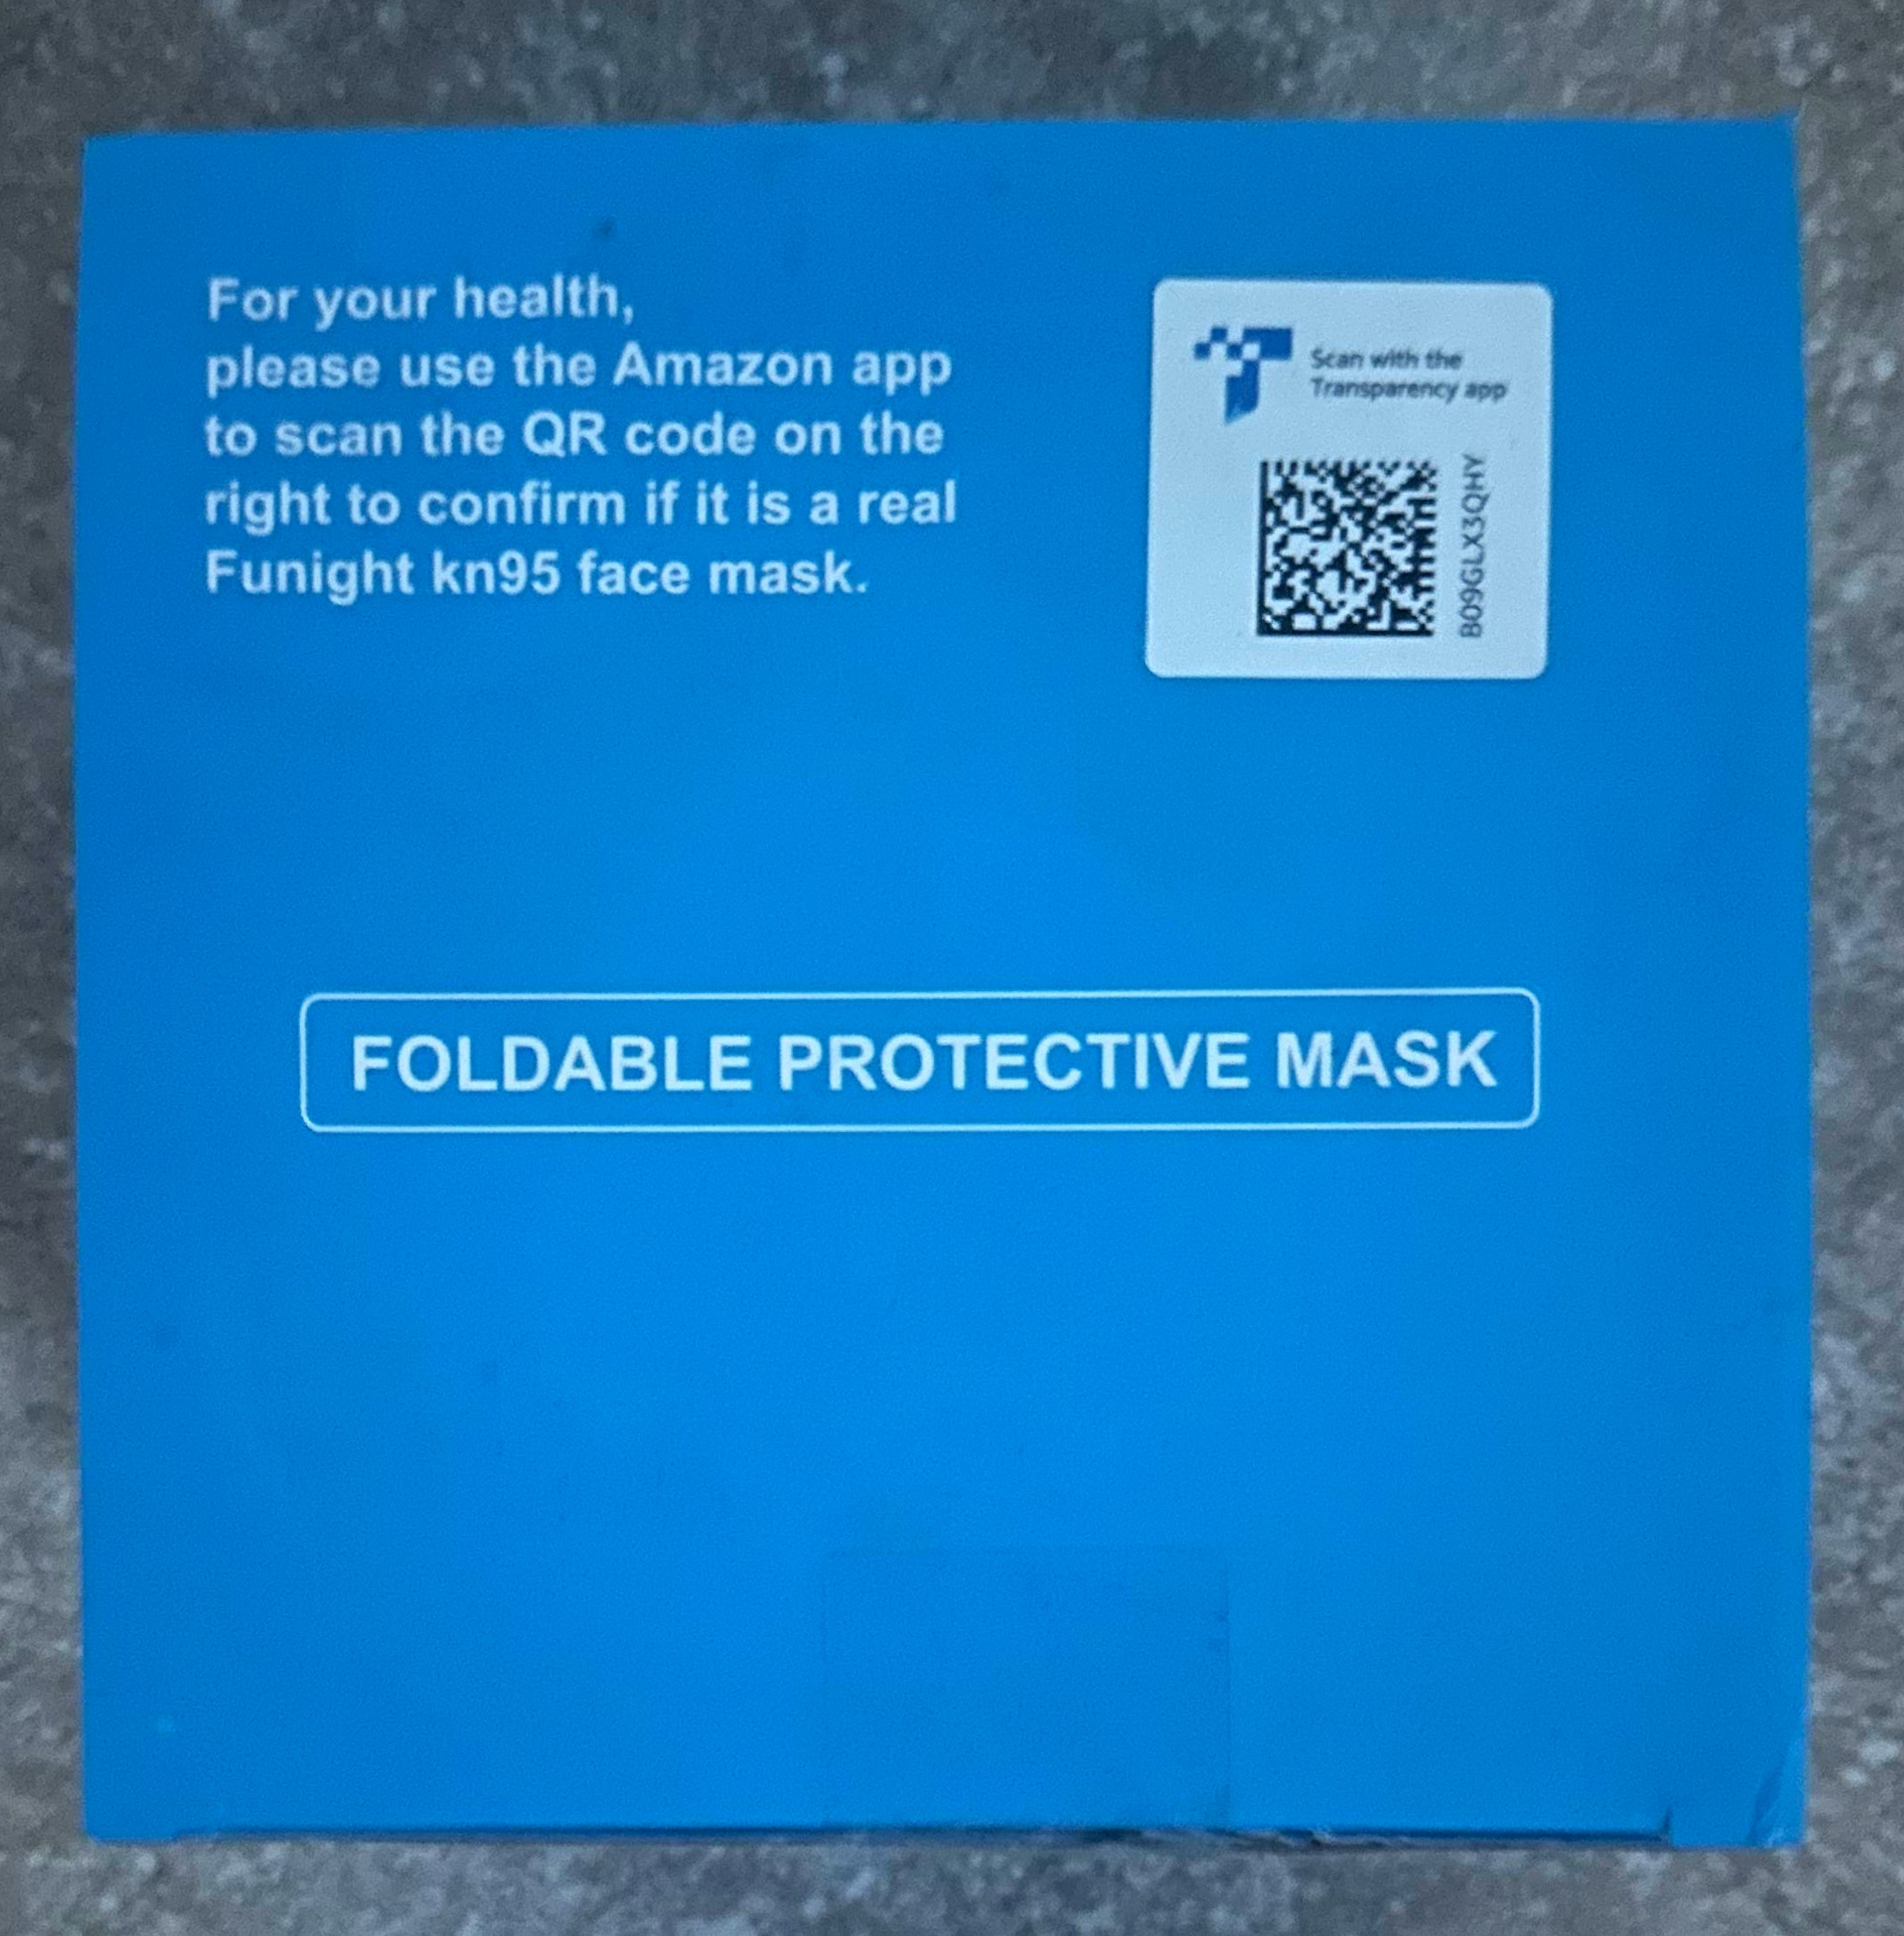 For your health,
please use the Amazon app
to scan the QR code on the
right to confirm if it is a real
Funight kn95 face mask.
Scan with the
Transparency app
B09GLX3QHY
FOLDABLE PROTECTIVE MASK